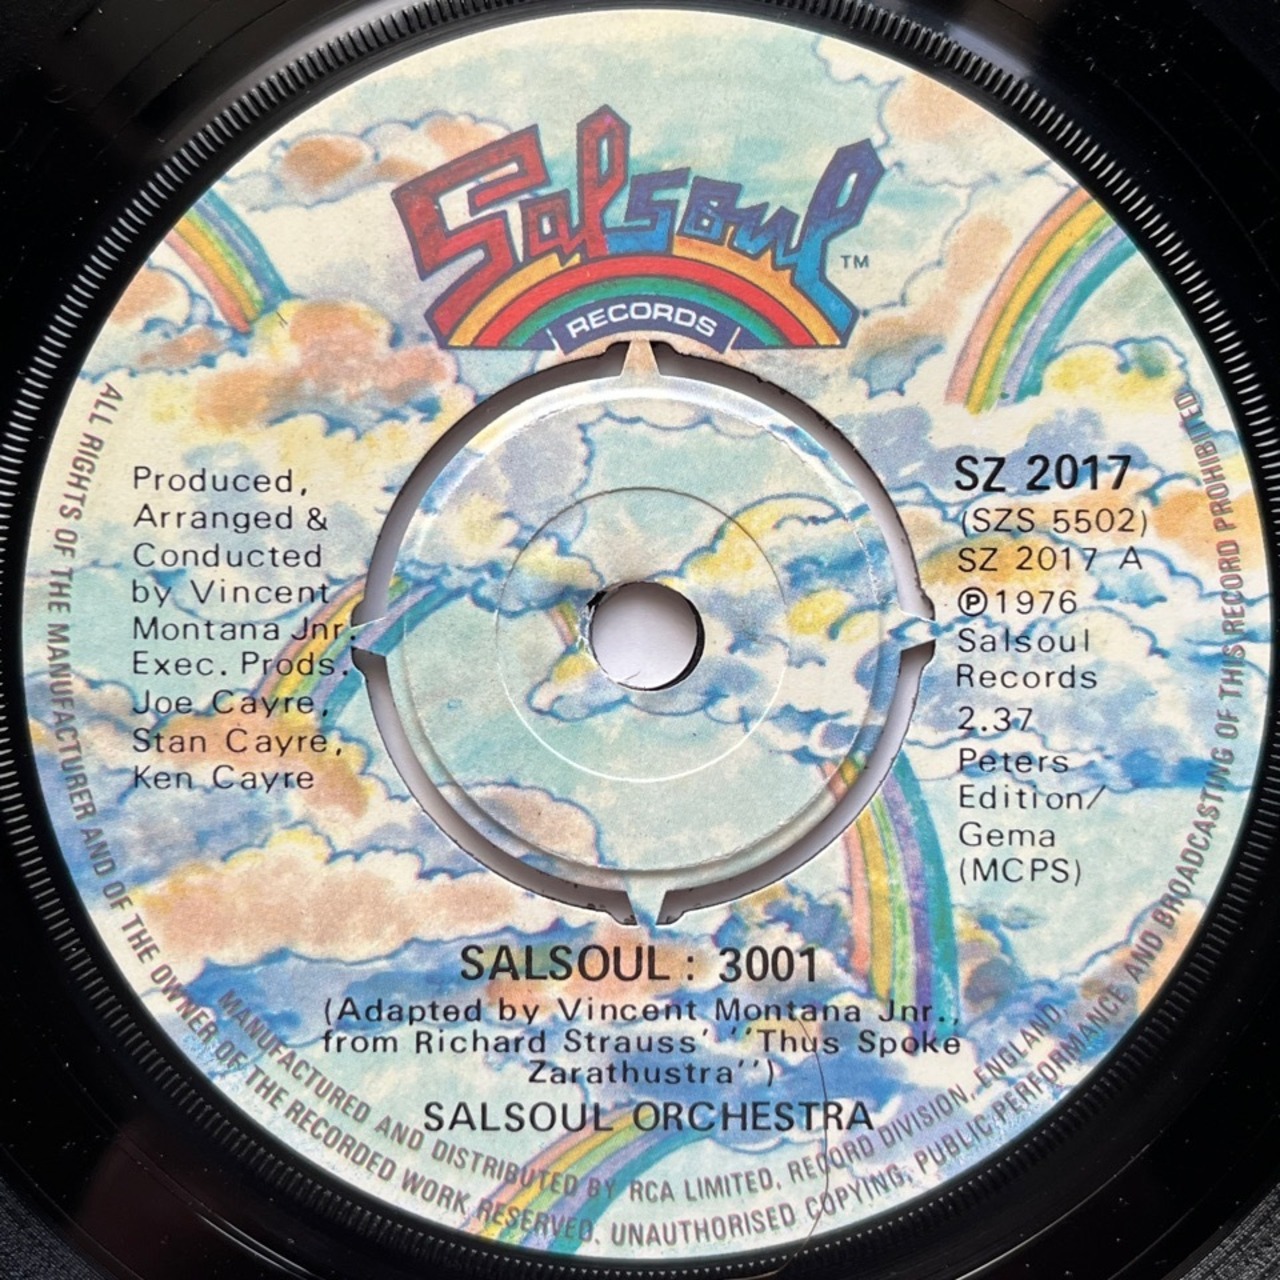 Salsoul
TM
RECORDS
Produced,
Arranged &
Conducted
by Vincent
Montana Jnr.
Exec. Prods.
Joe Cayre,
Stan Cayre,
Ken Cayre
SZ 2017
(SZS 5502)
SZ 2017 A
℗1976
Salsoul
Records
2.37
Peters
Edition/
Gema
(MCPS)
SALSOUL : 3001
(Adapted by Vincent Montana Jnr.,
from Richard Strauss' ''Thus Spoke
Zarathustra'')
SALSOUL ORCHESTRA
MANUFACTURED AND DISTRIBUTED BY RCA LIMITED, RECORD DIVISION, ENGLAND.
ALL RIGHTS OF THE MANUFACTURER AND OF THE OWNER OF THE RECORDED WORK RESERVED. UNAUTHORISED COPYING, PUBLIC PERFORMANCE AND BROADCASTING OF THIS RECORD PROHIBITED.